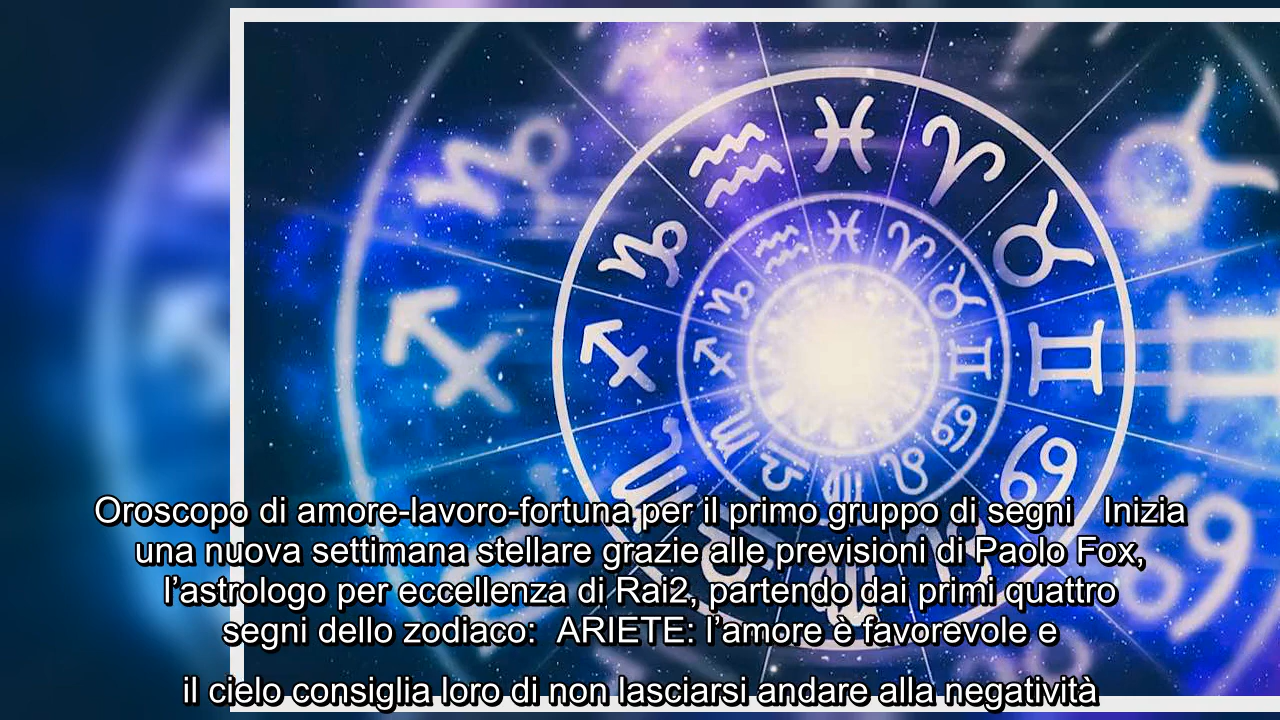 Oroscopo di amore-lavoro-fortuna per il primo gruppo di segni   Inizia
una nuova settimana stellare grazie alle previsioni di Paolo Fox,
l’astrologo per eccellenza di Rai2, partendo dai primi quattro
segni dello zodiaco:  ARIETE: l’amore è favorevole e
il cielo consiglia loro di non lasciarsi andare alla negatività